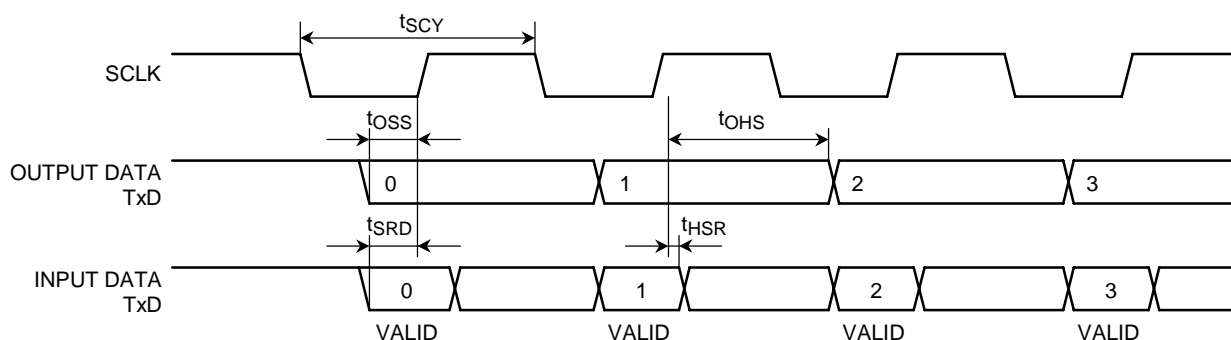 tSCY
SCLK
tOSS
tOHS
OUTPUT DATA
TxD
0
1
2
3
tSRD
tHSR
INPUT DATA
TxD
0
1
2
3
VALID
VALID
VALID
VALID